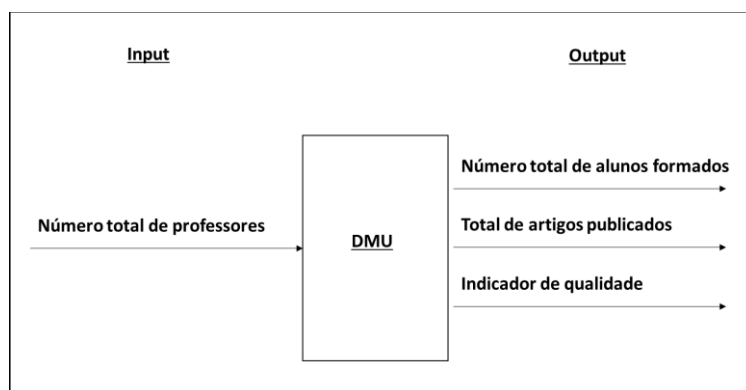 Input
Output
Número total de alunos formados
Número total de professores
Total de artigos publicados
DMU
Indicador de qualidade